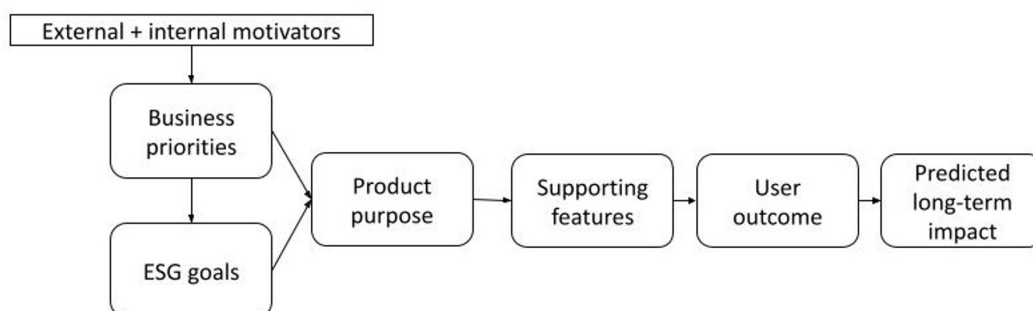 External + internal motivators
Business
priorities
ESG goals
Product
purpose
Supporting
features
User
outcome
Predicted
long-term
impact